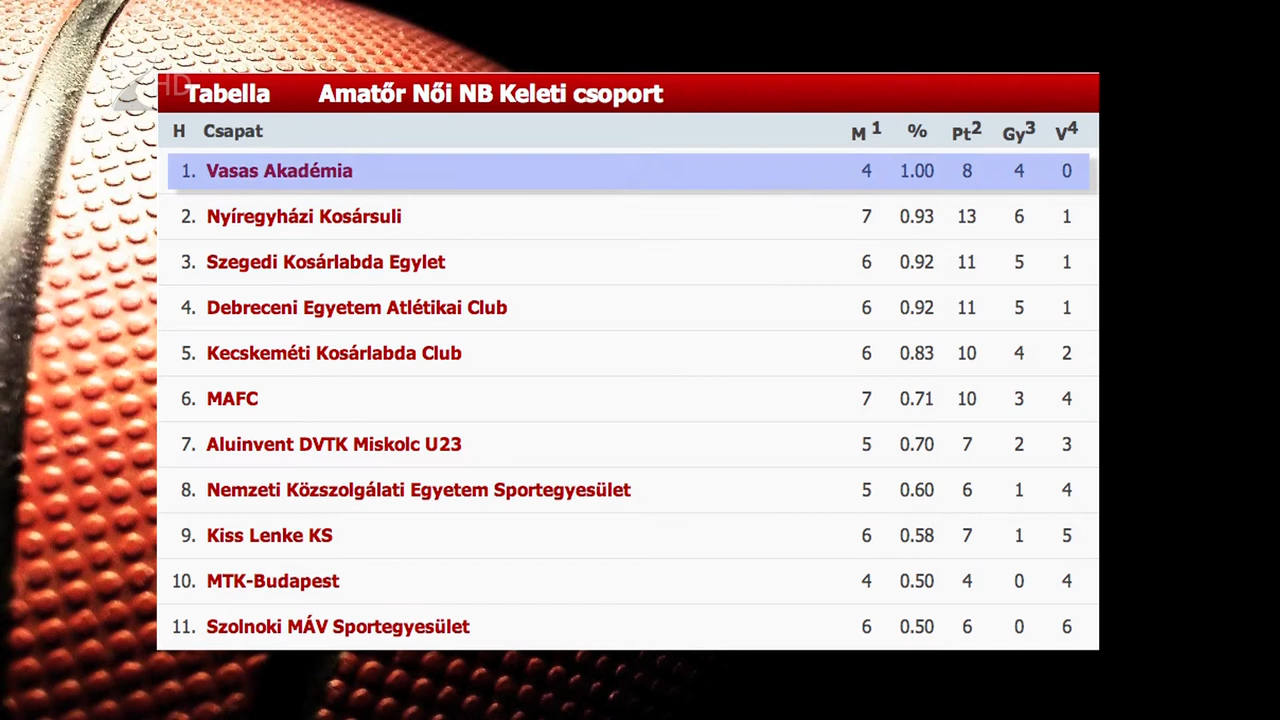 HD
Tabella Amatőr Női NB Keleti csoport
H Csapat M 1 % Pt2 Gy3 V4
1. Vasas Akadémia 4 1.00 8 4 0
2. Nyíregyházi Kosársuli 7 0.93 13 6 1
3. Szegedi Kosárlabda Egylet 6 0.92 11 5 1
4. Debreceni Egyetem Atlétikai Club 6 0.92 11 5 1
5. Kecskeméti Kosárlabda Club 6 0.83 10 4 2
6. MAFC 7 0.71 10 3 4
7. Aluinvent DVTK Miskolc U23 5 0.70 7 2 3
8. Nemzeti Közszolgálati Egyetem Sportegyesület 5 0.60 6 1 4
9. Kiss Lenke KS 6 0.58 7 1 5
10. MTK-Budapest 4 0.50 4 0 4
11. Szolnoki MÁV Sportegyesület 6 0.50 6 0 6